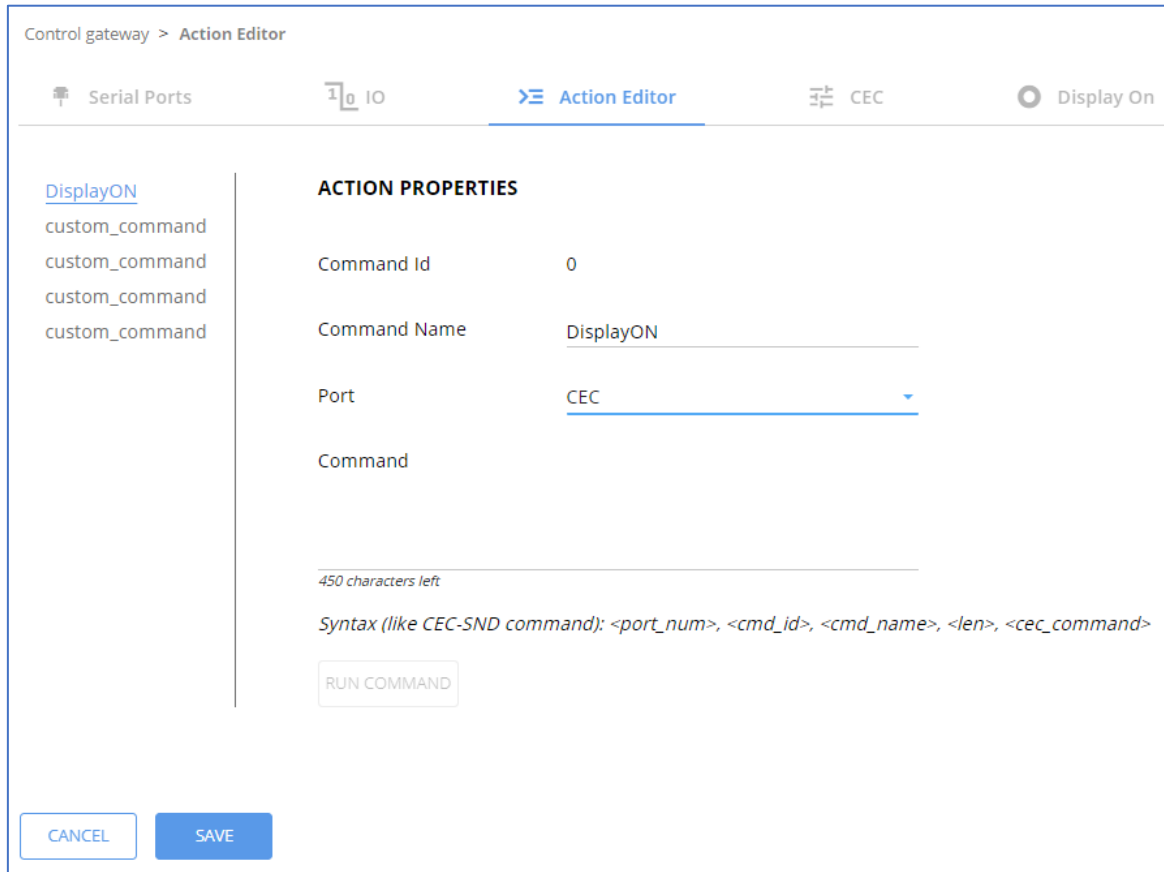 Control gateway > Action Editor
Serial Ports IO Action Editor CEC Display On
DisplayON
custom_command
custom_command
custom_command
custom_command
ACTION PROPERTIES
Command Id 0
Command Name DisplayON
Port CEC
Command
450 characters left
Syntax (like CEC-SND command): <port_num>, <cmd_id>, <cmd_name>, <len>, <cec_command>
RUN COMMAND
CANCEL SAVE